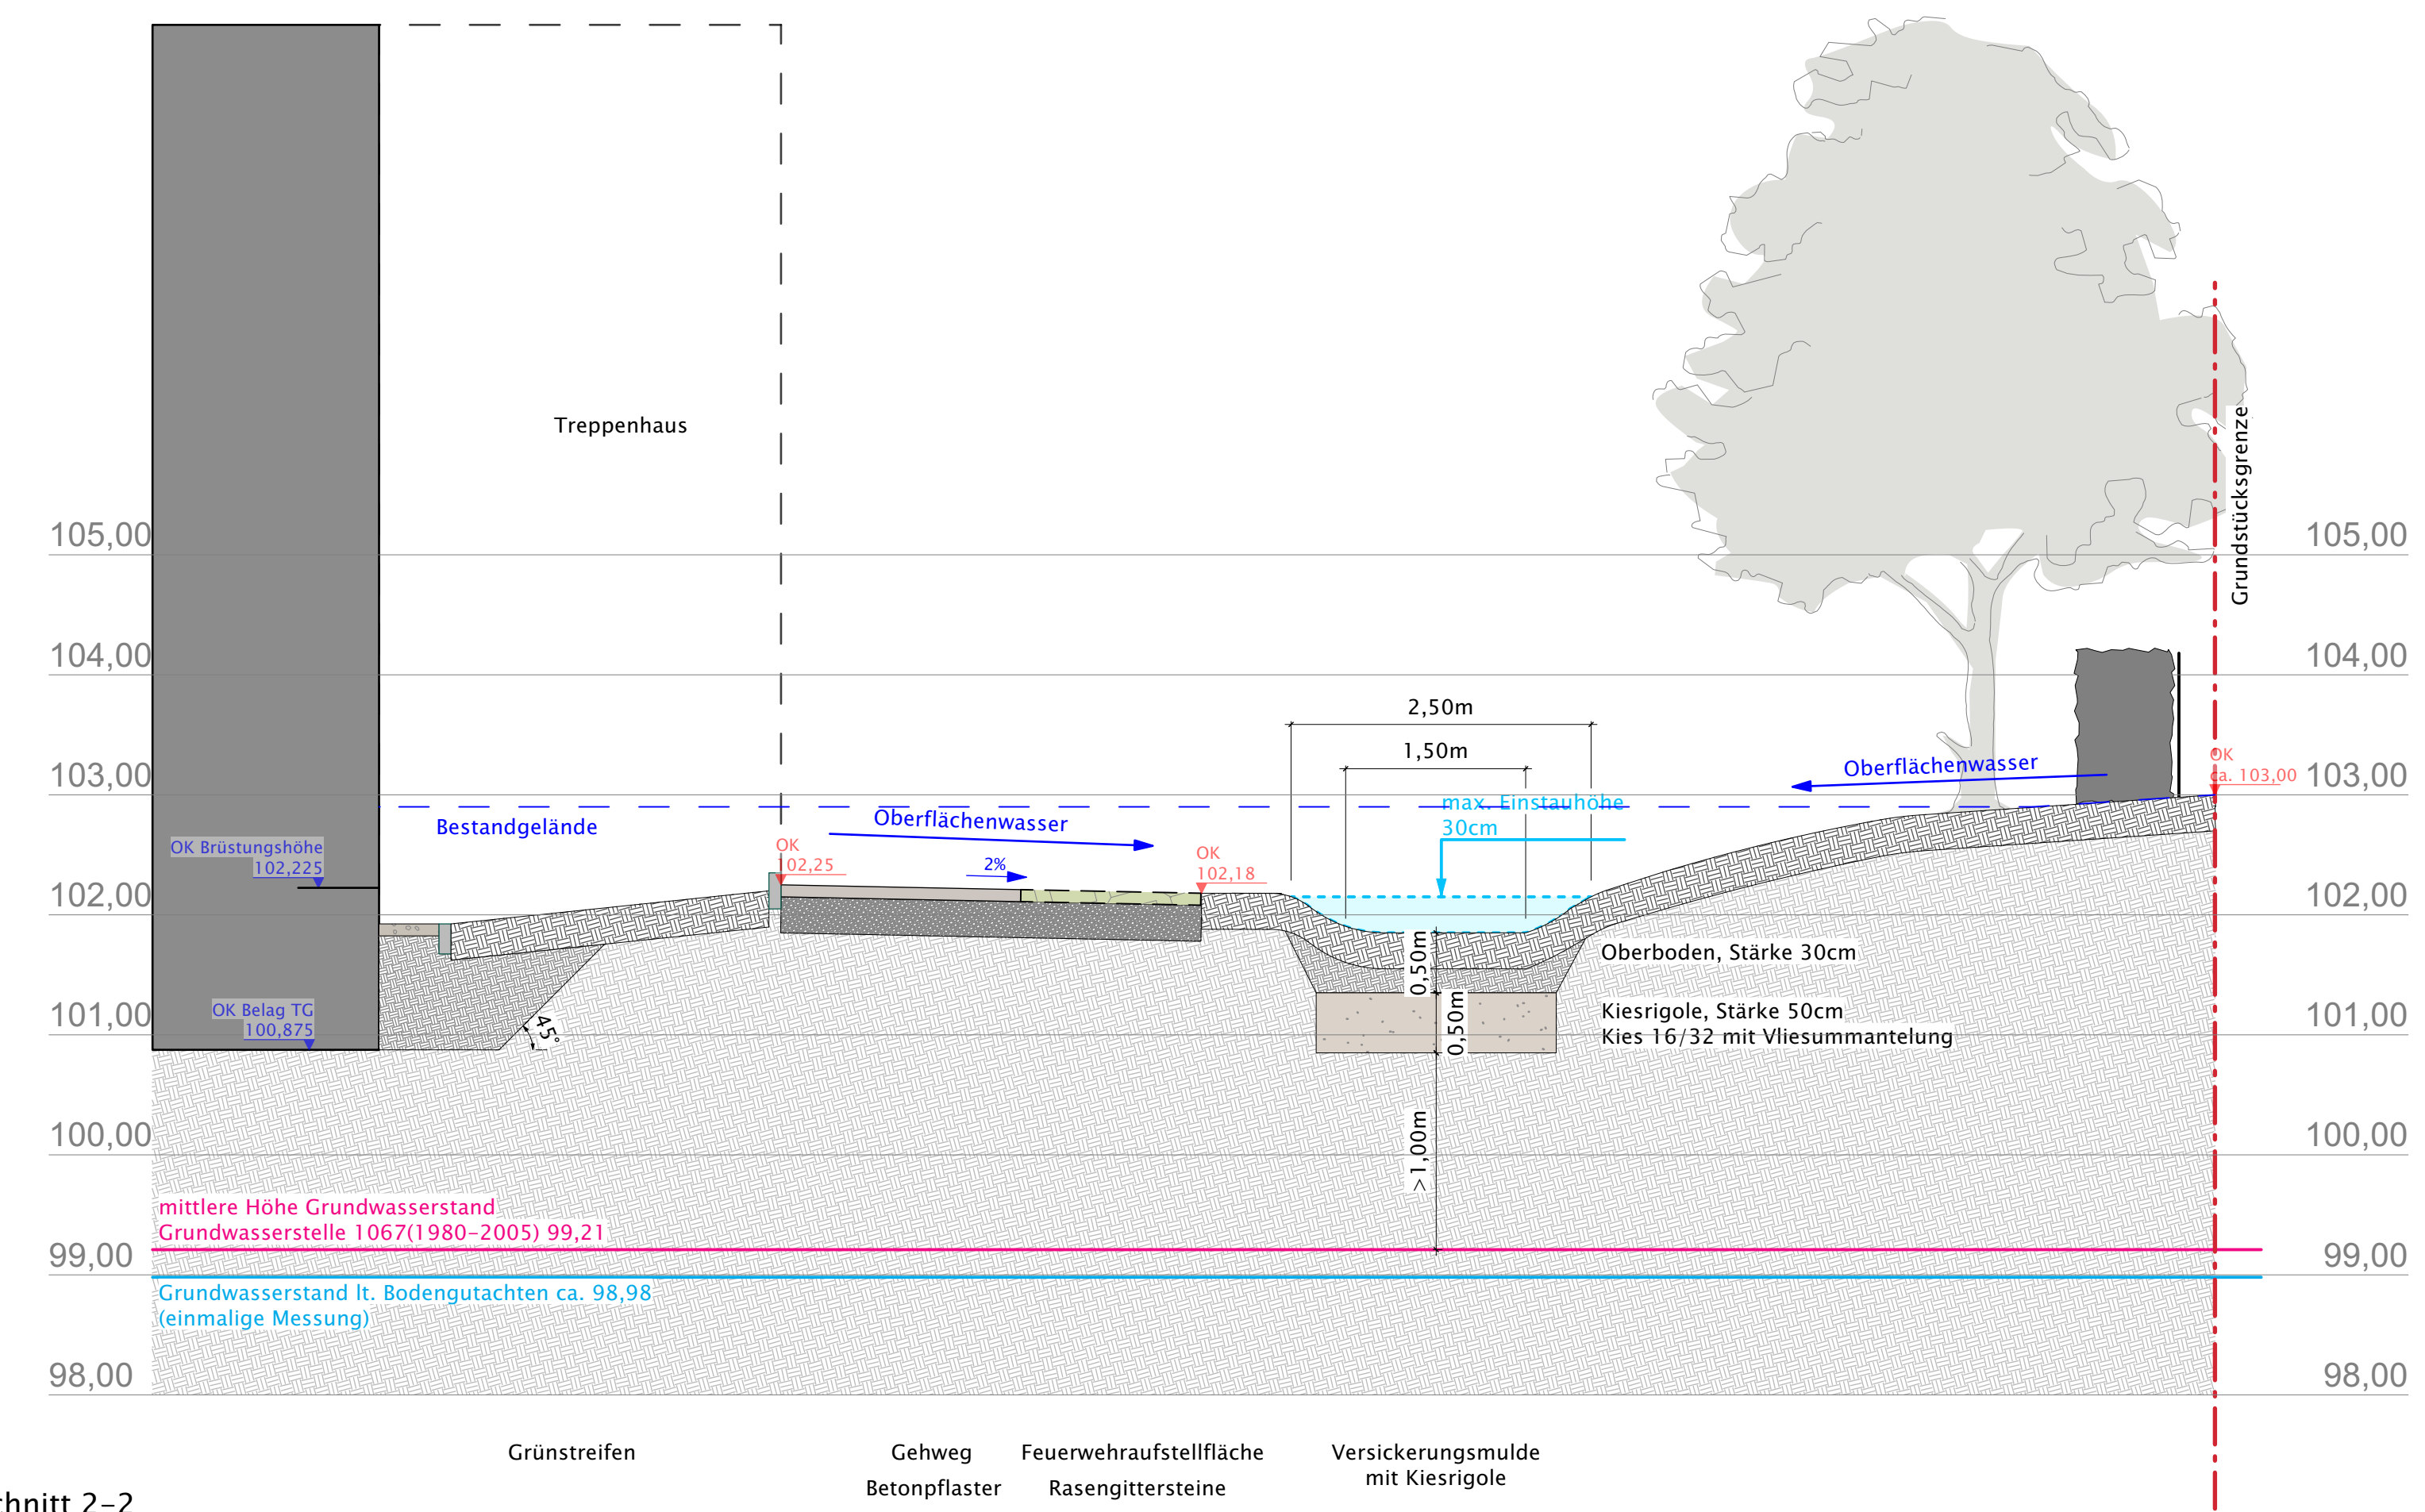 Treppenhaus
Grundstücksgrenze
105,00
105,00
104,00
104,00
2,50m
1,50m
Oberflächenwasser
OK
ca. 103,00
103,00
103,00
max. Einstauhöhe
30cm
Bestandgelände
Oberflächenwasser
OK Brüstungshöhe
102,225
OK
102,25
2%
OK
102,18
102,00
102,00
0,50m
Oberboden, Stärke 30cm
OK Belag TG
100,875
101,00
45°
0,50m
Kiesrigole, Stärke 50cm
Kies 16/32 mit Vliesummantelung
101,00
100,00
>1,00m
100,00
mittlere Höhe Grundwasserstand
Grundwasserstelle 1067(1980-2005) 99,21
99,00
99,00
Grundwasserstand lt. Bodengutachten ca. 98,98
(einmalige Messung)
98,00
98,00
Grünstreifen
Gehweg
Betonpflaster
Feuerwehraufstellfläche
Rasengittersteine
Versickerungsmulde
mit Kiesrigole
chnitt 2-2